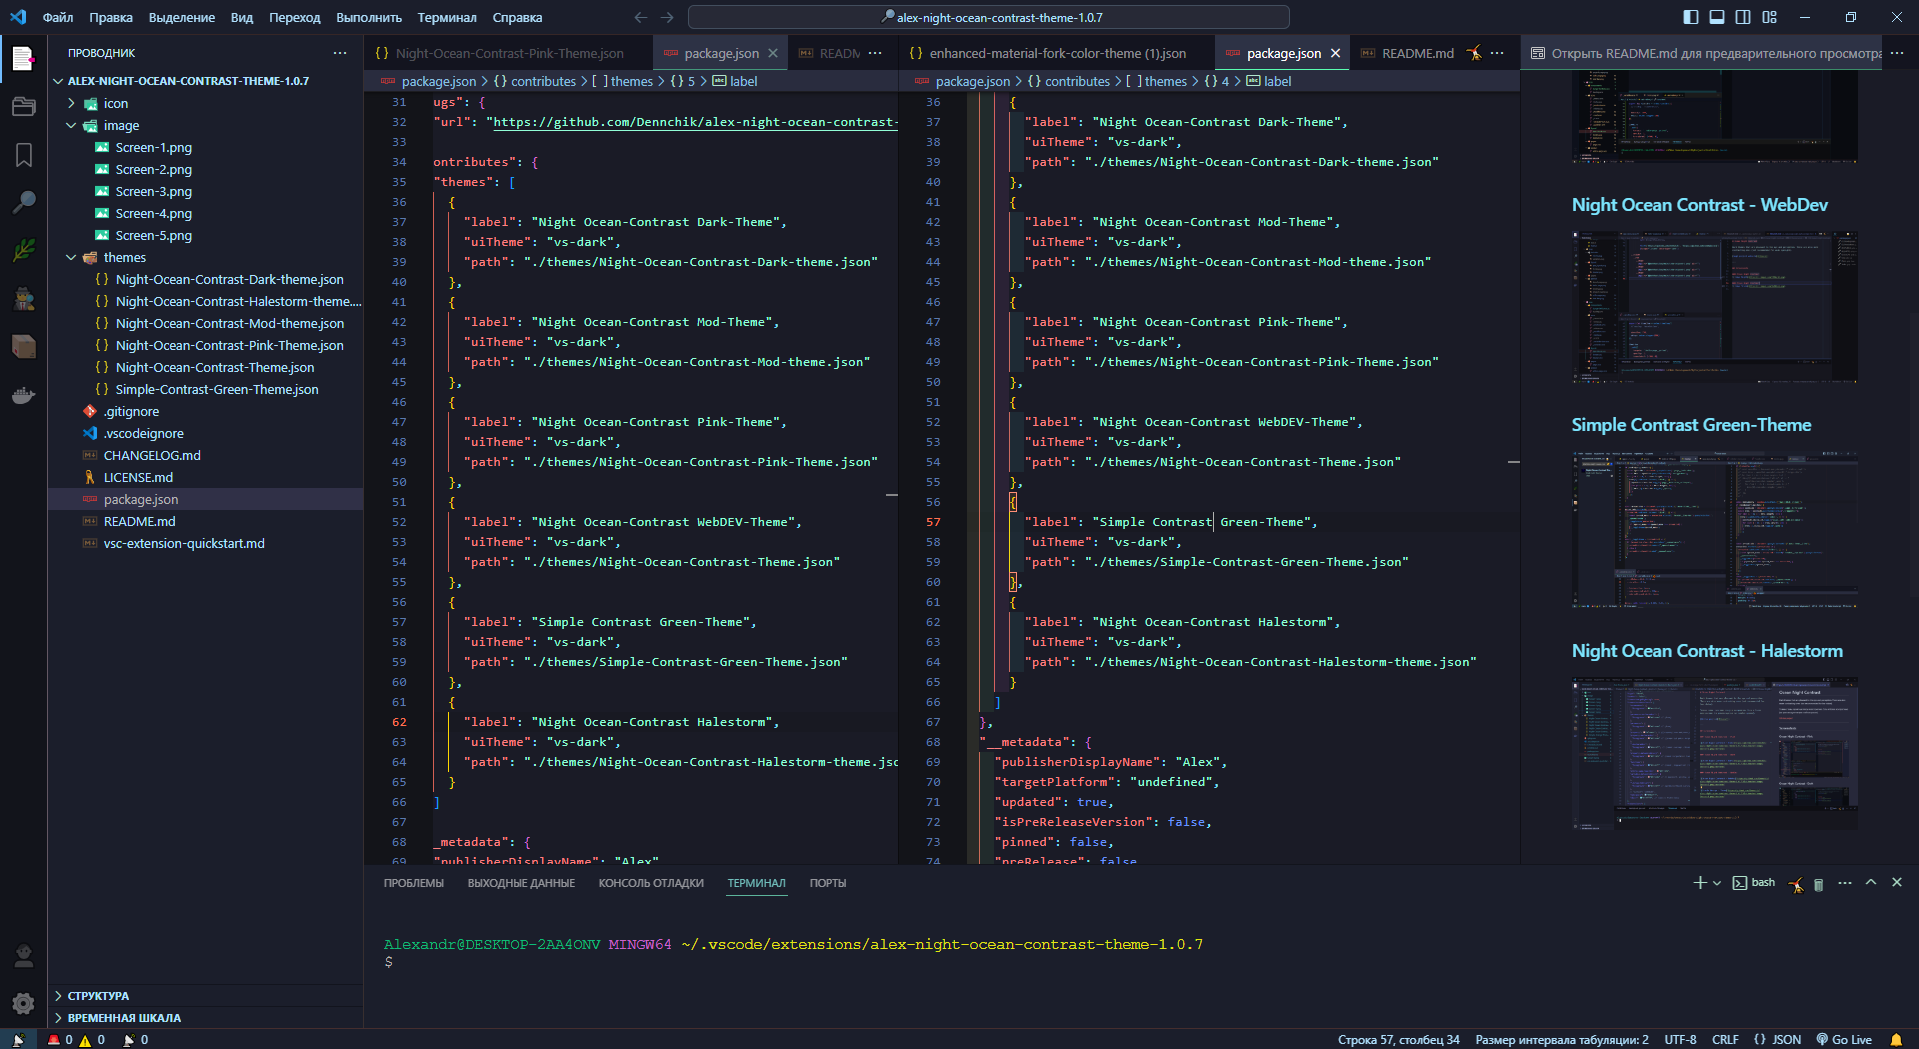 Файл Правка Выделение Вид Переход Выполнить Терминал Справка
alex-night-ocean-contrast-theme-1.0.7
ПРОВОДНИК
ALEX-NIGHT-OCEAN-CONTRAST-THEME-1.0.7
icon
image
Screen-1.png
Screen-2.png
Screen-3.png
Screen-4.png
Screen-5.png
themes
Night-Ocean-Contrast-Dark-theme.json
Night-Ocean-Contrast-Halestorm-theme....
Night-Ocean-Contrast-Mod-theme.json
Night-Ocean-Contrast-Pink-Theme.json
Night-Ocean-Contrast-Theme.json
Simple-Contrast-Green-Theme.json
.gitignore
.vscodeignore
CHANGELOG.md
LICENSE.md
package.json
README.md
vsc-extension-quickstart.md
СТРУКТУРА
ВРЕМЕННАЯ ШКАЛА
Night-Ocean-Contrast-Pink-Theme.json package.json READM
package.json > {} contributes > [ ] themes > {} 5 > label
31 ugs": {
32 "url": "https://github.com/Dennchik/alex-night-ocean-contrast-
33
34 ontributes": {
35 "themes": [
36 {
37 "label": "Night Ocean-Contrast Dark-Theme",
38 "uiTheme": "vs-dark",
39 "path": "./themes/Night-Ocean-Contrast-Dark-theme.json"
40 },
41 {
42 "label": "Night Ocean-Contrast Mod-Theme",
43 "uiTheme": "vs-dark",
44 "path": "./themes/Night-Ocean-Contrast-Mod-theme.json"
45 },
46 {
47 "label": "Night Ocean-Contrast Pink-Theme",
48 "uiTheme": "vs-dark",
49 "path": "./themes/Night-Ocean-Contrast-Pink-Theme.json"
50 },
51 {
52 "label": "Night Ocean-Contrast WebDEV-Theme",
53 "uiTheme": "vs-dark",
54 "path": "./themes/Night-Ocean-Contrast-Theme.json"
55 },
56 {
57 "label": "Simple Contrast Green-Theme",
58 "uiTheme": "vs-dark",
59 "path": "./themes/Simple-Contrast-Green-Theme.json"
60 },
61 {
62 "label": "Night Ocean-Contrast Halestorm",
63 "uiTheme": "vs-dark",
64 "path": "./themes/Night-Ocean-Contrast-Halestorm-theme.jsc
65 }
66 ]
67
68 _metadata": {
69 "publisherDisplayName": "Alex"
enhanced-material-fork-color-theme (1).json package.json README.md
package.json > {} contributes > [ ] themes > {} 4 > label
36 {
37 "label": "Night Ocean-Contrast Dark-Theme",
38 "uiTheme": "vs-dark",
39 "path": "./themes/Night-Ocean-Contrast-Dark-theme.json"
40 },
41 {
42 "label": "Night Ocean-Contrast Mod-Theme",
43 "uiTheme": "vs-dark",
44 "path": "./themes/Night-Ocean-Contrast-Mod-theme.json"
45 },
46 {
47 "label": "Night Ocean-Contrast Pink-Theme",
48 "uiTheme": "vs-dark",
49 "path": "./themes/Night-Ocean-Contrast-Pink-Theme.json"
50 },
51 {
52 "label": "Night Ocean-Contrast WebDEV-Theme",
53 "uiTheme": "vs-dark",
54 "path": "./themes/Night-Ocean-Contrast-Theme.json"
55 },
56 {
57 "label": "Simple Contrast Green-Theme",
58 "uiTheme": "vs-dark",
59 "path": "./themes/Simple-Contrast-Green-Theme.json"
60 },
61 {
62 "label": "Night Ocean-Contrast Halestorm",
63 "uiTheme": "vs-dark",
64 "path": "./themes/Night-Ocean-Contrast-Halestorm-theme.json"
65 }
66 ]
67 },
68 "__metadata": {
69 "publisherDisplayName": "Alex",
70 "targetPlatform": "undefined",
71 "updated": true,
72 "isPreReleaseVersion": false,
73 "pinned": false,
74 "preRelease": false
Открыть README.md для предварительного просмотра
Night Ocean Contrast - WebDev
Simple Contrast Green-Theme
Night Ocean Contrast - Halestorm
ПРОБЛЕМЫ ВЫХОДНЫЕ ДАННЫЕ КОНСОЛЬ ОТЛАДКИ ТЕРМИНАЛ ПОРТЫ
bash
Alexandr@DESKTOP-2AA4ONV MINGW64 ~/.vscode/extensions/alex-night-ocean-contrast-theme-1.0.7
$
0 0 0
Строка 57, столбец 34 Размер интервала табуляции: 2 UTF-8 CRLF {} JSON Go Live